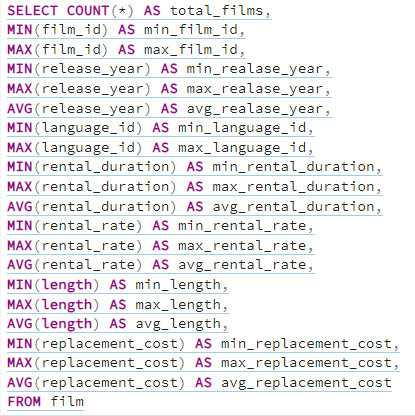 SELECT COUNT(*) AS total_films,
MIN(film_id) AS min_film_id,
MAX(film_id) AS max_film_id,
MIN(release_year) AS min_realase_year,
MAX(release_year) AS max_realase_year,
AVG(release_year) AS avg_realase_year,
MIN(language_id) AS min_language_id,
MAX(language_id) AS max_language_id,
MIN(rental_duration) AS min_rental_duration,
MAX(rental_duration) AS max_rental_duration,
AVG(rental_duration) AS avg_rental_duration,
MIN(rental_rate) AS min_rental_rate,
MAX(rental_rate) AS max_rental_rate,
AVG(rental_rate) AS avg_rental_rate,
MIN(length) AS min_length,
MAX(length) AS max_length,
AVG(length) AS avg_length,
MIN(replacement_cost) AS min_replacement_cost,
MAX(replacement_cost) AS max_replacement_cost,
AVG(replacement_cost) AS avg_replacement_cost
FROM film